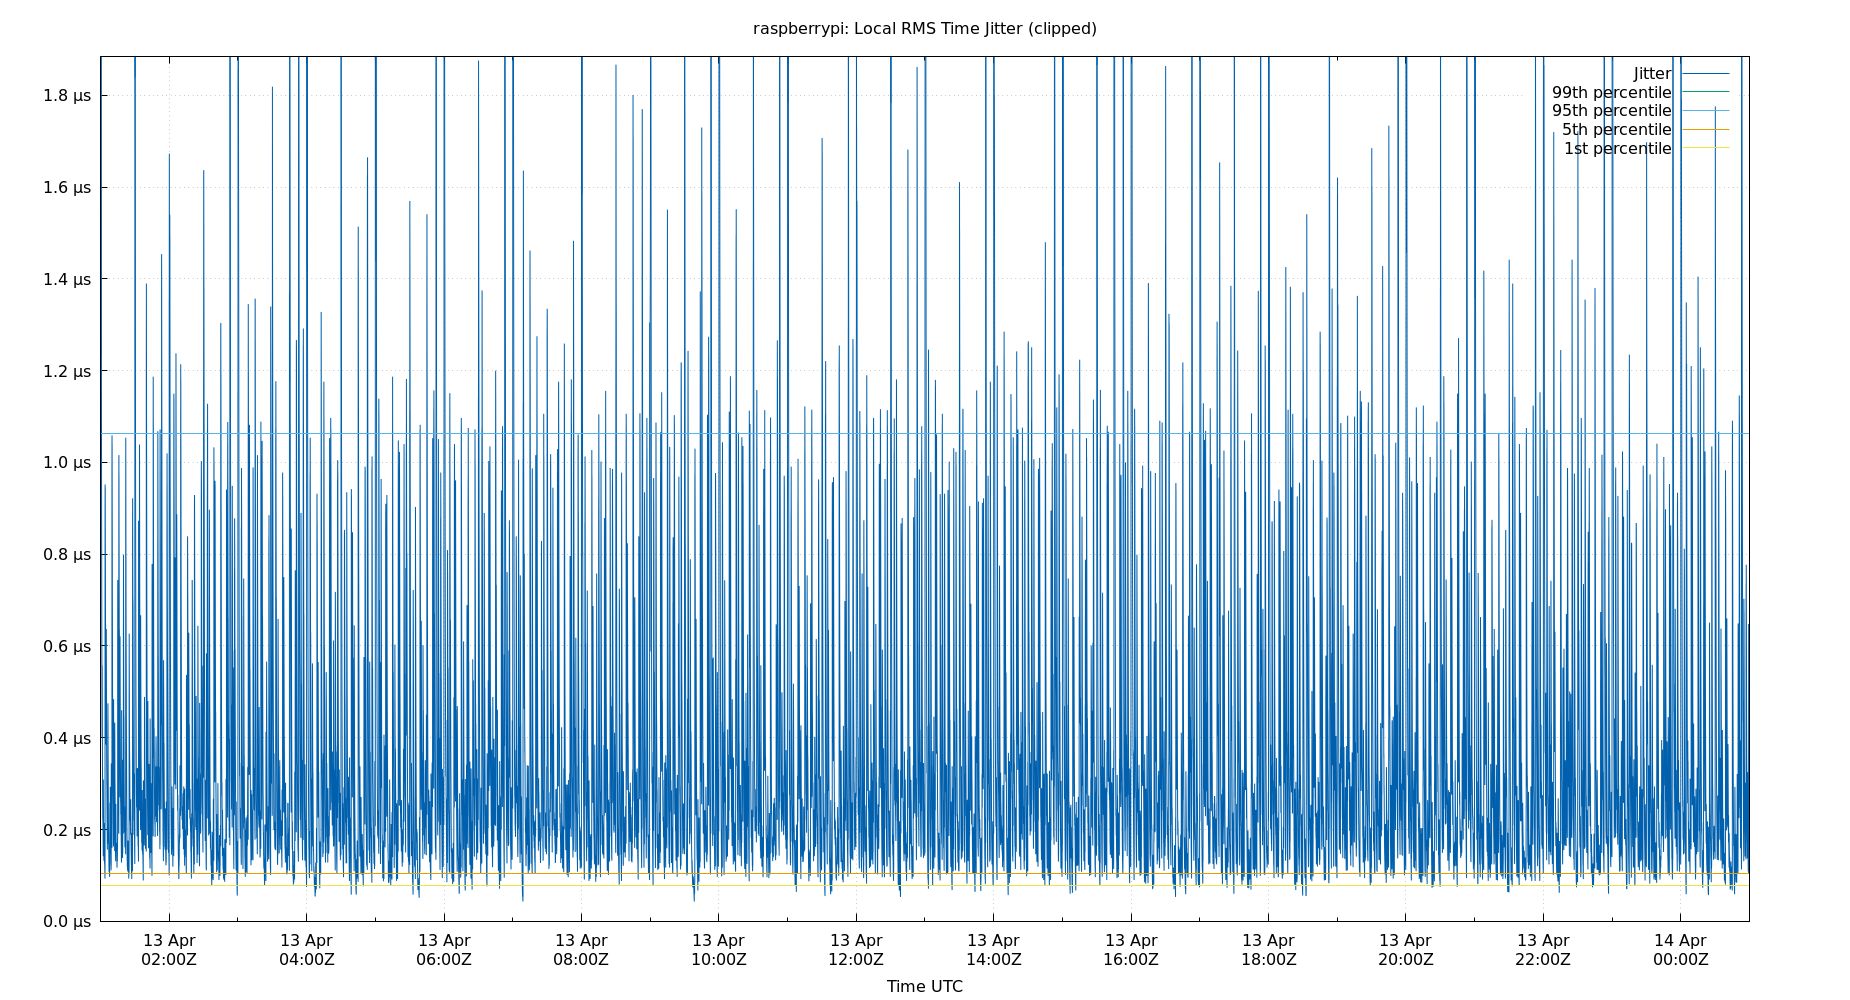 raspberrypi: Local RMS Time Jitter (clipped)
Jitter
99th percentile
95th percentile
5th percentile
1st percentile
1.8 µs
1.6 µs
1.4 µs
1.2 µs
1.0 µs
0.8 µs
0.6 µs
0.4 µs
0.2 µs
0.0 µs
13 Apr 13 Apr 13 Apr 13 Apr 13 Apr 13 Apr 13 Apr 13 Apr 13 Apr 13 Apr 13 Apr 14 Apr
02:00Z 04:00Z 06:00Z 08:00Z 10:00Z 12:00Z 14:00Z 16:00Z 18:00Z 20:00Z 22:00Z 00:00Z
Time UTC